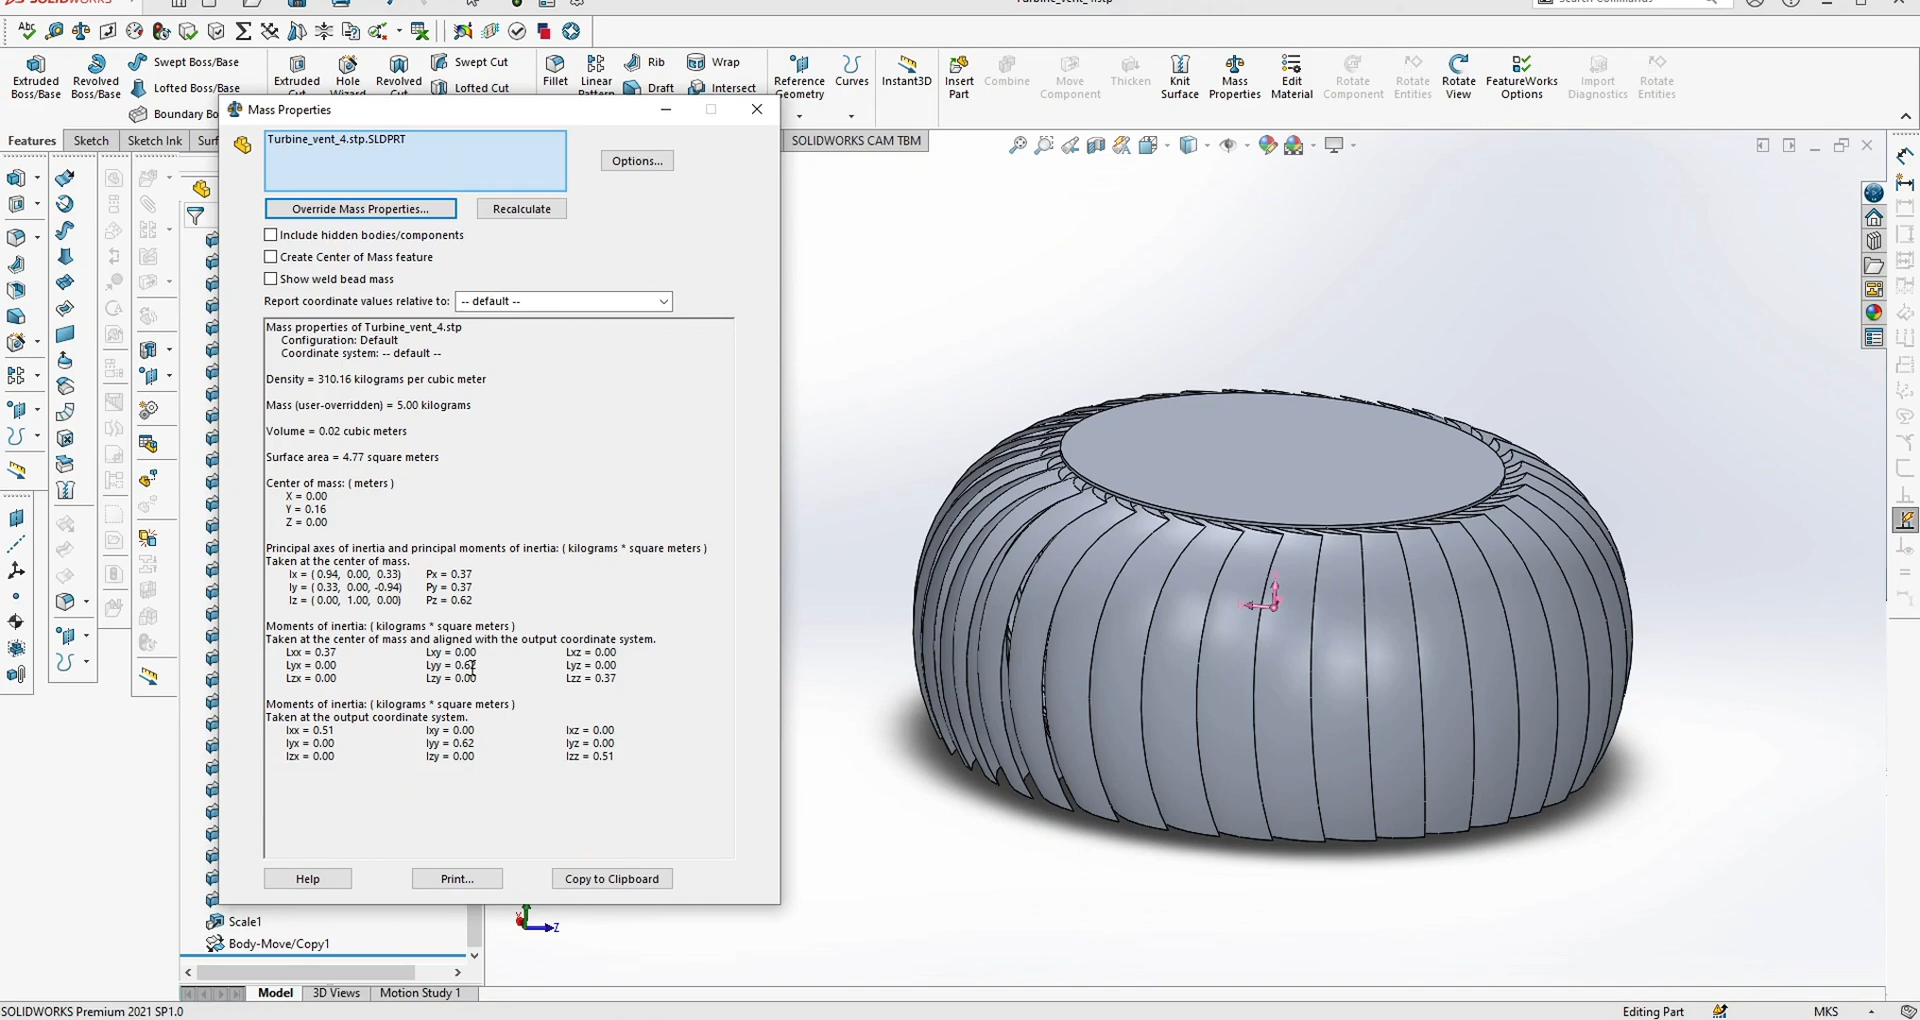 SOLIDWORKS
Turbine_vent_4.stp
Search Commands
Abc
Extruded Boss/Base
Revolved Boss/Base
Swept Boss/Base
Lofted Boss/Base
Boundary Bo
Extruded
Hole Wizard
Revolved
Swept Cut
Lofted Cut
Fillet
Linear
Rib
Draft
Wrap
Intersect
Reference Geometry
Curves
Instant3D
Insert Part
Combine
Move Component
Thicken
Knit Surface
Mass Properties
Edit Material
Rotate Component
Rotate Entities
Rotate View
FeatureWorks Options
Import Diagnostics
Rotate Entities
Features
Sketch
Sketch Ink
Surf
SOLIDWORKS CAM TBM
Mass Properties
Turbine_vent_4.stp.SLDPRT
Options...
Override Mass Properties...
Recalculate
Include hidden bodies/components
Create Center of Mass feature
Show weld bead mass
Report coordinate values relative to: -- default --
Mass properties of Turbine_vent_4.stp
Configuration: Default
Coordinate system: -- default --
Density = 310.16 kilograms per cubic meter
Mass (user-overridden) = 5.00 kilograms
Volume = 0.02 cubic meters
Surface area = 4.77 square meters
Center of mass: ( meters )
X = 0.00
Y = 0.16
Z = 0.00
Principal axes of inertia and principal moments of inertia: ( kilograms * square meters )
Taken at the center of mass.
Ix = ( 0.94, 0.00, 0.33) Px = 0.37
Iy = ( 0.33, 0.00, -0.94) Py = 0.37
Iz = ( 0.00, 1.00, 0.00) Pz = 0.62
Moments of inertia: ( kilograms * square meters )
Taken at the center of mass and aligned with the output coordinate system.
Lxx = 0.37 Lxy = 0.00 Lxz = 0.00
Lyx = 0.00 Lyy = 0.62 Lyz = 0.00
Lzx = 0.00 Lzy = 0.00 Lzz = 0.37
Moments of inertia: ( kilograms * square meters )
Taken at the output coordinate system.
Ixx = 0.51 Ixy = 0.00 Ixz = 0.00
Iyx = 0.00 Iyy = 0.62 Iyz = 0.00
Izx = 0.00 Izy = 0.00 Izz = 0.51
Help
Print...
Copy to Clipboard
Scale1
Body-Move/Copy1
Z
Model
3D Views
Motion Study 1
SOLIDWORKS Premium 2021 SP1.0
Editing Part
MKS